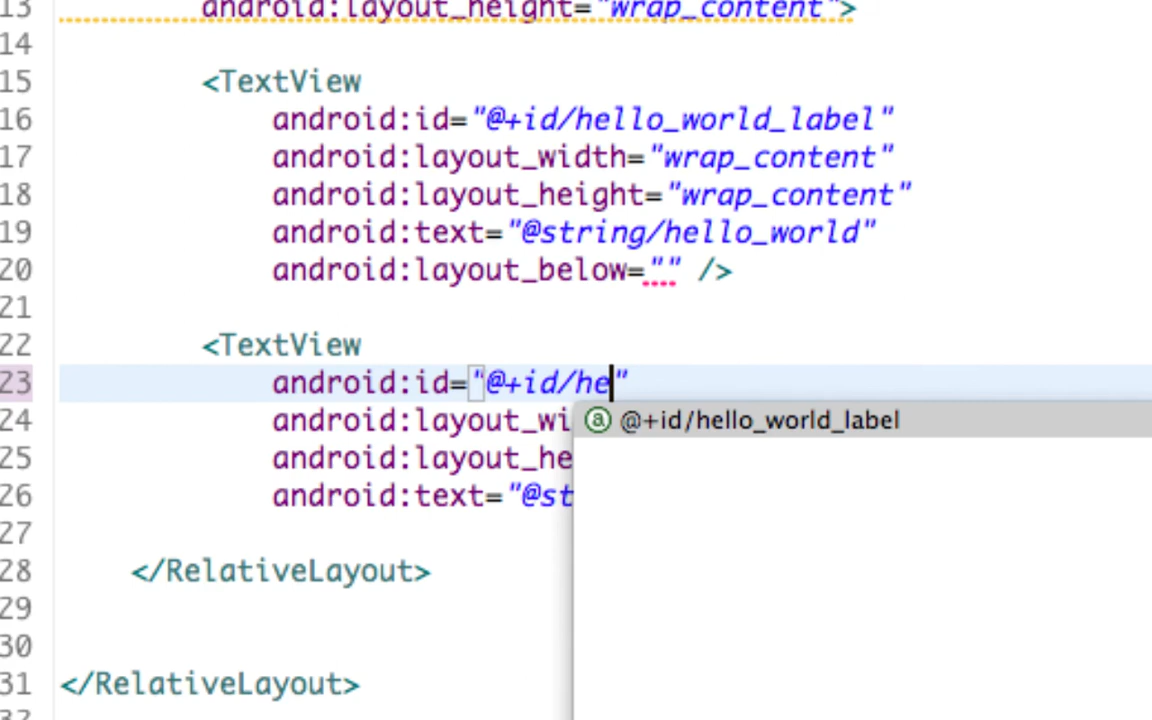 13 android:layout_height="wrap_content">
14
15 <TextView
16 android:id="@+id/hello_world_label"
17 android:layout_width="wrap_content"
18 android:layout_height="wrap_content"
19 android:text="@string/hello_world"
20 android:layout_below="" />
21
22 <TextView
23 android:id="@+id/he"
24 android:layout_wi @+id/hello_world_label
25 android:layout_he
26 android:text="@st
27
28 </RelativeLayout>
29
30
31 </RelativeLayout>
32